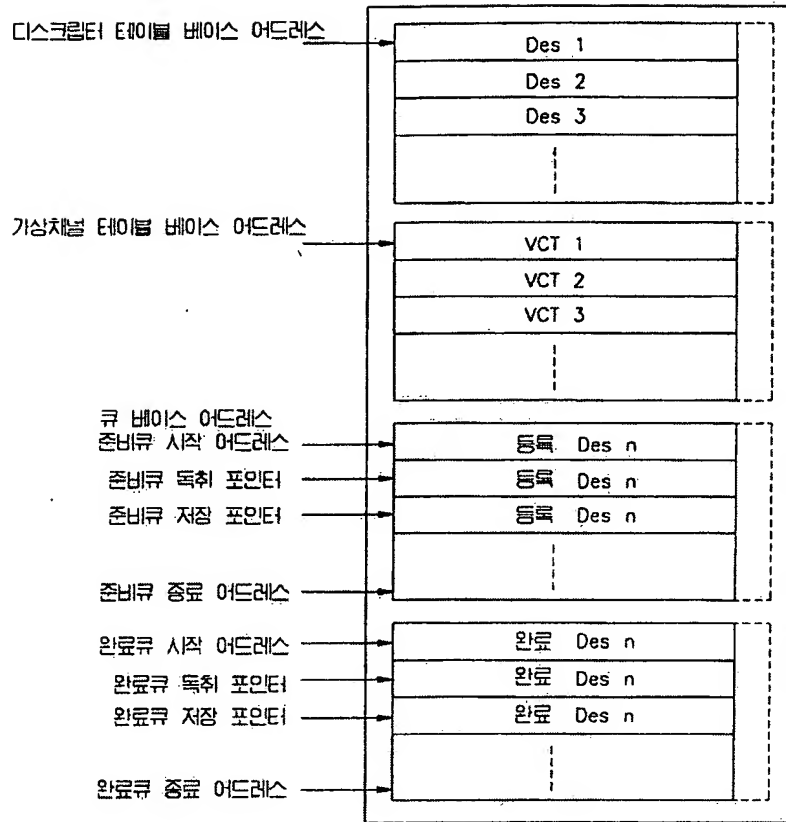 디스크립터 테이블 베이스 어드레스
Des 1
Des 2
Des 3
가상채널 테이블 베이스 어드레스
VCT 1
VCT 2
VCT 3
큐 베이스 어드레스
준비큐 시작 어드레스
등록 Des n
준비큐 독취 포인터
등록 Des n
준비큐 저장 포인터
등록 Des n
준비큐 종료 어드레스
완료큐 시작 어드레스
완료 Des n
완료큐 독취 포인터
완료 Des n
완료큐 저장 포인터
완료 Des n
완료큐 종료 어드레스